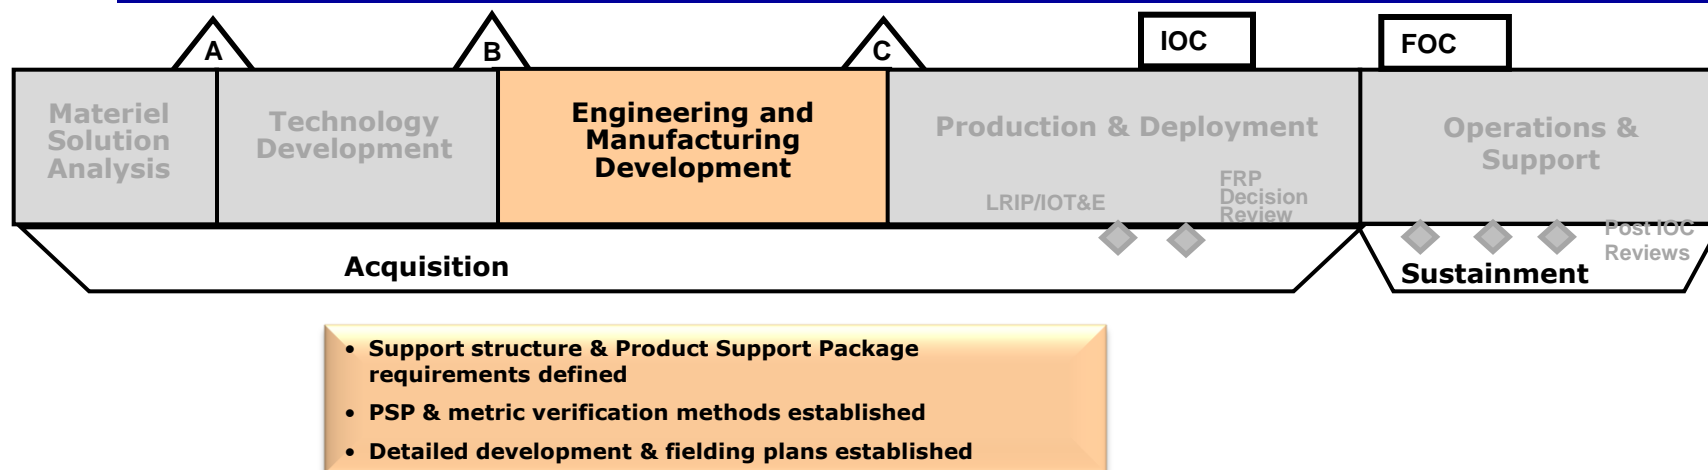 A
B
C
IOC
FOC
Materiel
Solution
Analysis
Technology
Development
Engineering and
Manufacturing
Development
Production & Deployment
LRIP/IOT&E
FRP
Decision
Review
Operations &
Support
Post IOC
Reviews
Acquisition
Sustainment
• Support structure & Product Support Package
requirements defined
• PSP & metric verification methods established
• Detailed development & fielding plans established